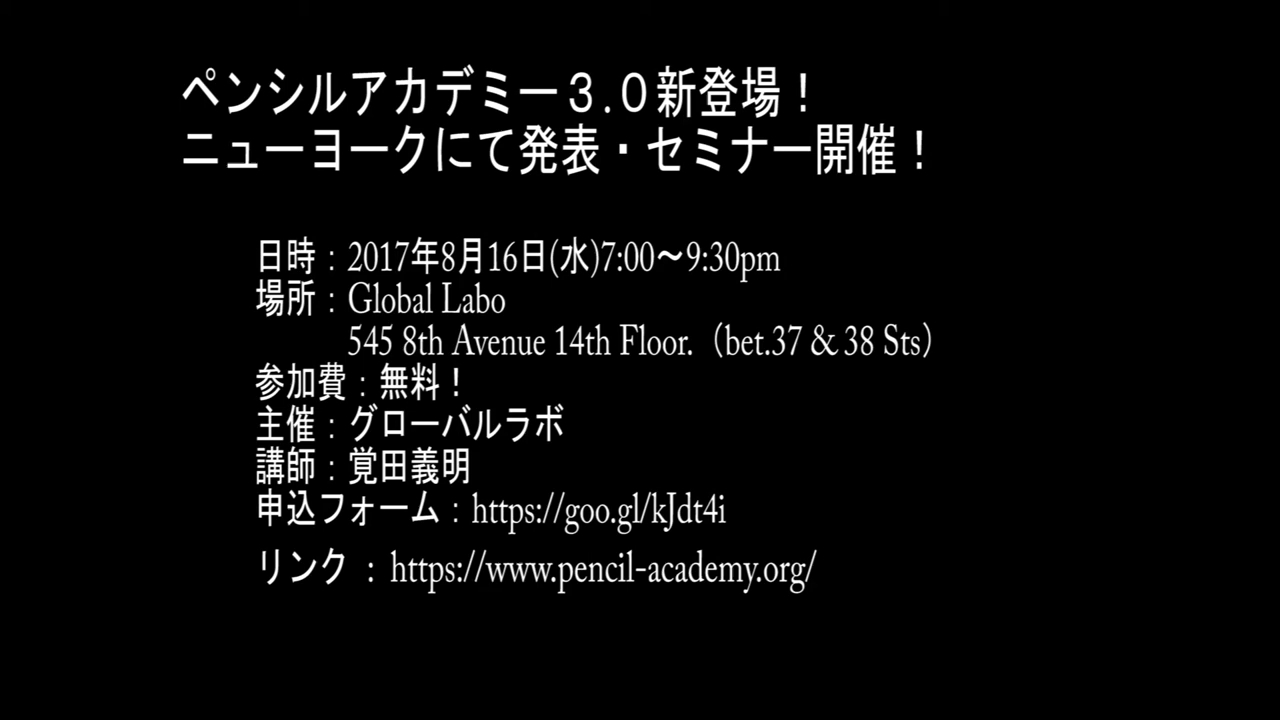 ペンシルアカデミー３.０新登場！
ニューヨークにて発表・セミナー開催！
日時：2017年8月16日(水)7:00～9:30pm
場所：Global Labo
545 8th Avenue 14th Floor.（bet.37 & 38 Sts）
参加費：無料！
主催：グローバルラボ
講師：覚田義明
申込フォーム：https://goo.gl/kJdt4i
リンク：https://www.pencil-academy.org/